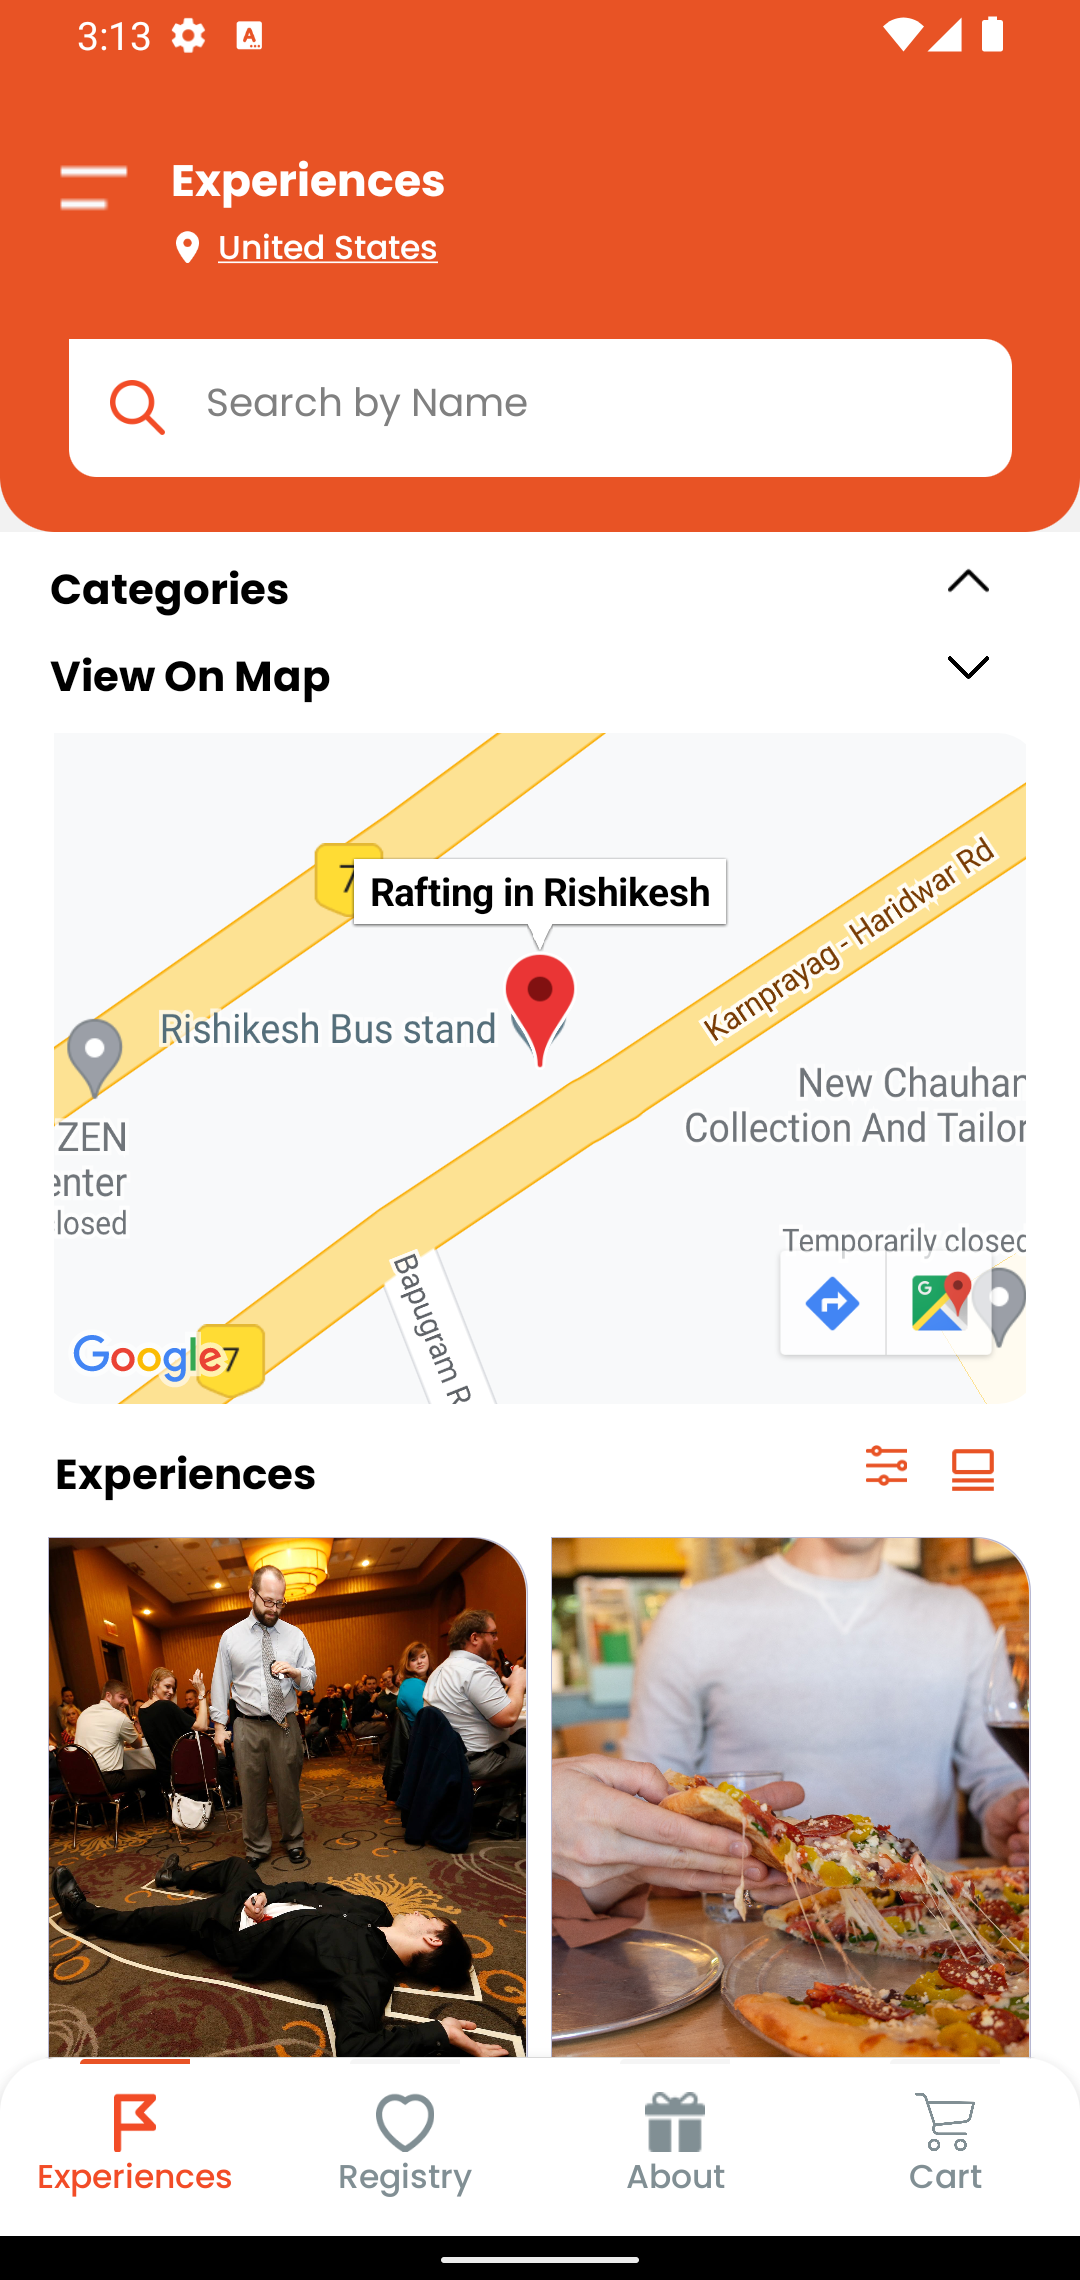 3:13
Experiences
United States
Search by Name
Categories
View On Map
7
Rafting in Rishikesh
Karnprayag - Haridwar Rd
Rishikesh Bus stand
New Chauhan
Collection And Tailor
ZEN
enter
closed
Temporarily closed
Bapugram R
G
Google
7
Experiences
Experiences
Registry
About
Cart